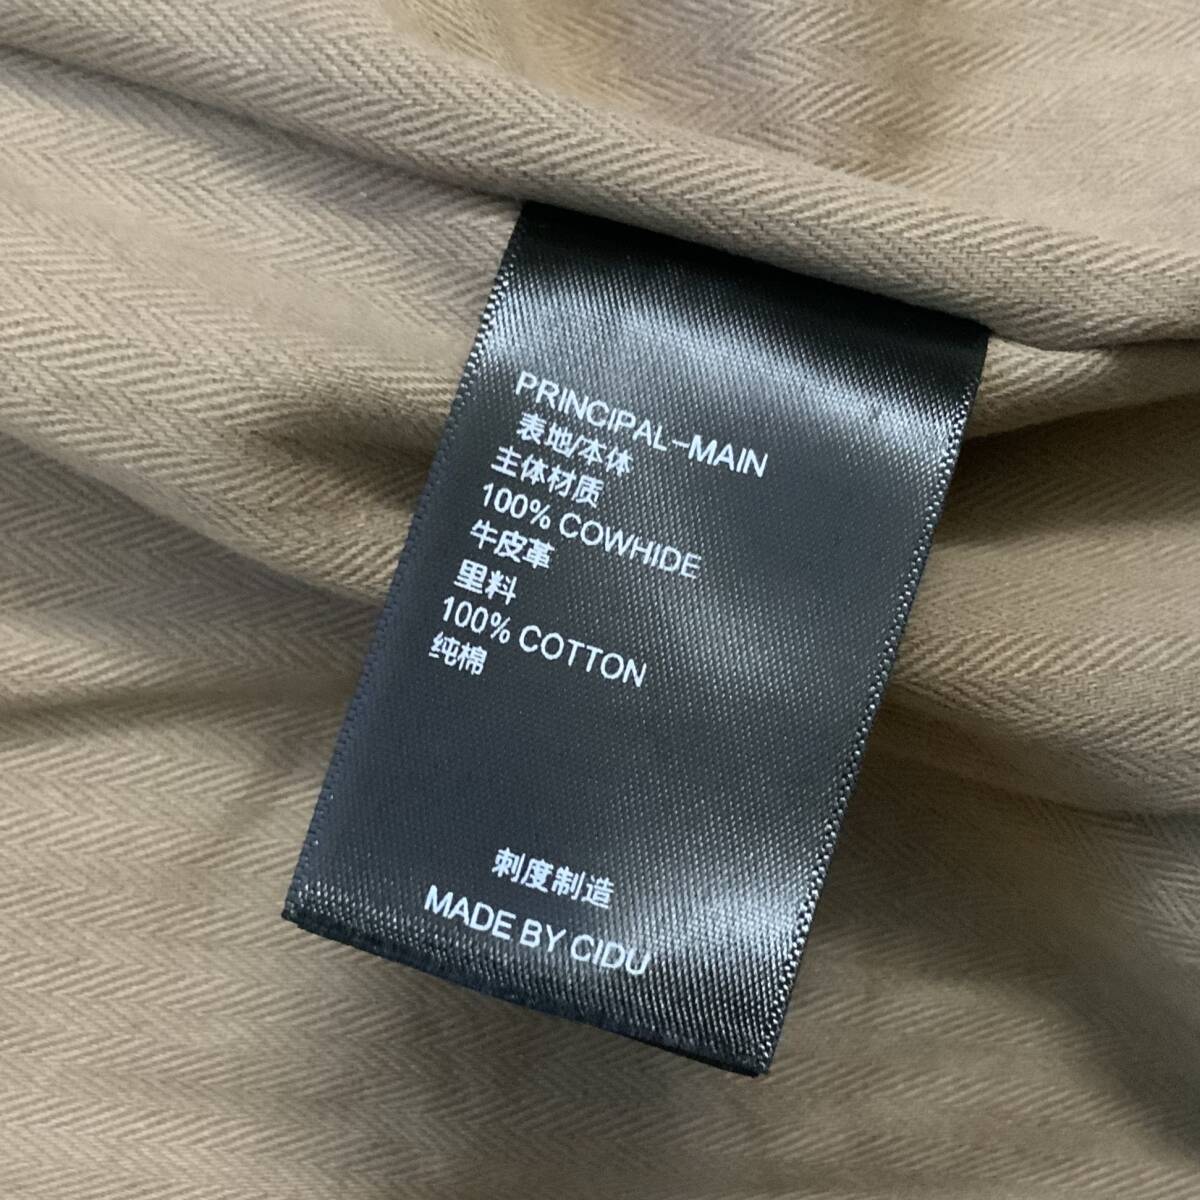 PRINCIPAL-MAIN
表地/本体
主体材质
100% COWHIDE
牛皮革
里料
100% COTTON
纯棉
刺度制造
MADE BY CIDU